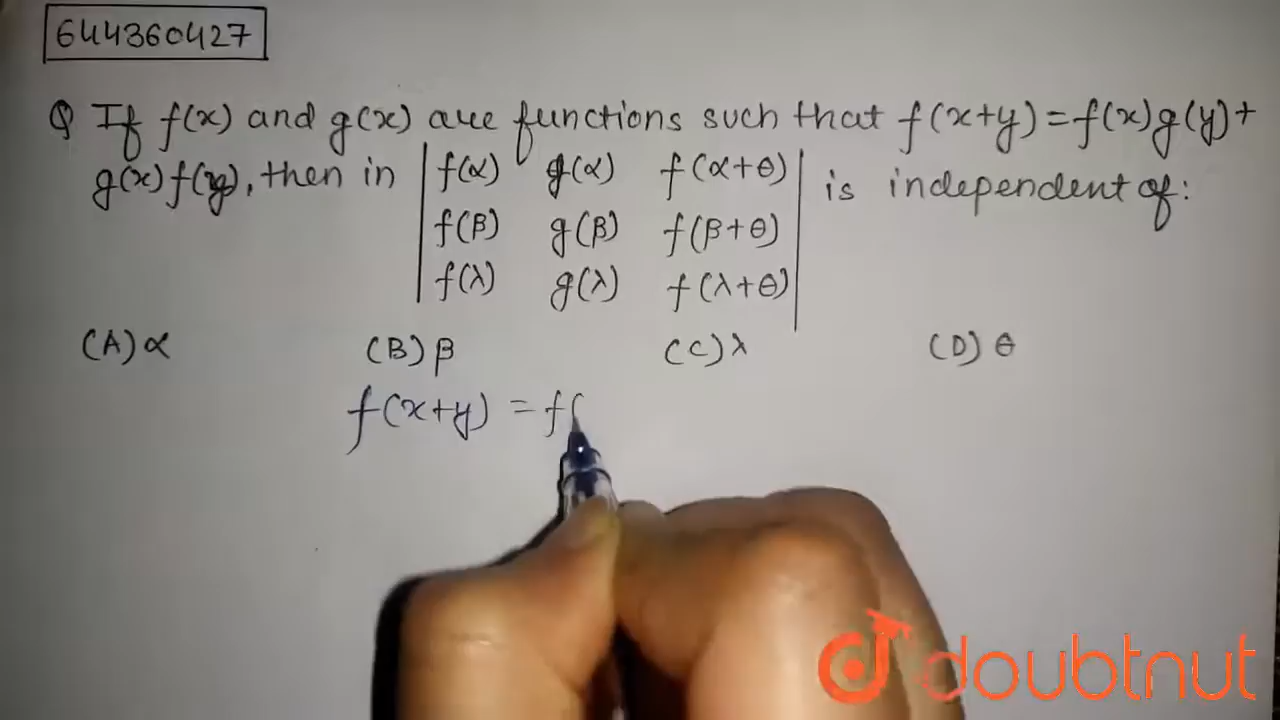 644360427
Q If f(x) and g(x) are functions such that f(x+y)=f(x)g(y)+
g(x)f(y), then in | f(α) g(α) f(α+θ) | is independent of:
| f(β) g(β) f(β+θ) |
| f(λ) g(λ) f(λ+θ) |
(A) α (B) β (C) λ (D) θ
f(x+y) = f(
doubtnut